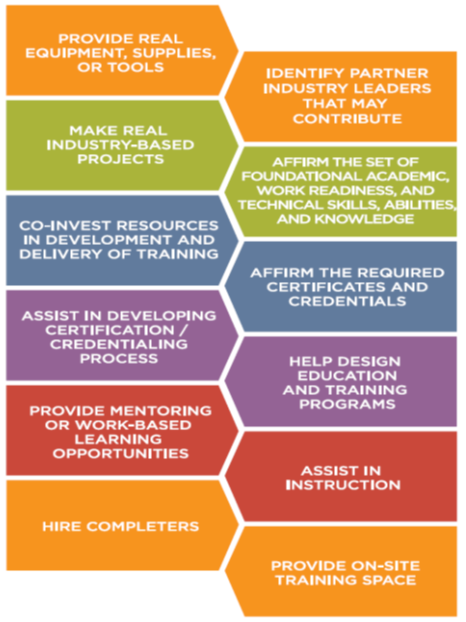 PROVIDE REAL
EQUIPMENT, SUPPLIES,
OR TOOLS
IDENTIFY PARTNER
INDUSTRY LEADERS
THAT MAY
CONTRIBUTE
MAKE REAL
INDUSTRY-BASED
PROJECTS
AFFIRM THE SET OF
FOUNDATIONAL ACADEMIC,
WORK READINESS, AND
TECHNICAL SKILLS, ABILITIES,
AND KNOWLEDGE
CO-INVEST RESOURCES
IN DEVELOPMENT AND
DELIVERY OF TRAINING
AFFIRM THE REQUIRED
CERTIFICATES AND
CREDENTIALS
ASSIST IN DEVELOPING
CERTIFICATION /
CREDENTIALING
PROCESS
HELP DESIGN
EDUCATION
AND TRAINING
PROGRAMS
PROVIDE MENTORING
OR WORK-BASED
LEARNING
OPPORTUNITIES
ASSIST IN
INSTRUCTION
HIRE COMPLETERS
PROVIDE ON-SITE
TRAINING SPACE